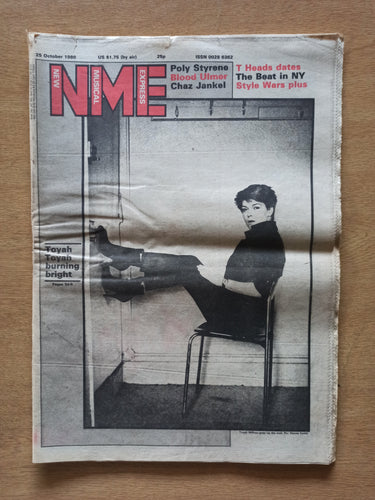 25 October 1980 US $1.75 (by air) 25p ISSN 0028 6362
NEW
MUSICAL
EXPRESS
NME
Poly Styrene
Blood Ulmer
Chaz Jankel
T Heads dates
The Beat in NY
Style Wars plus
Toyah
Toyah
burning
bright